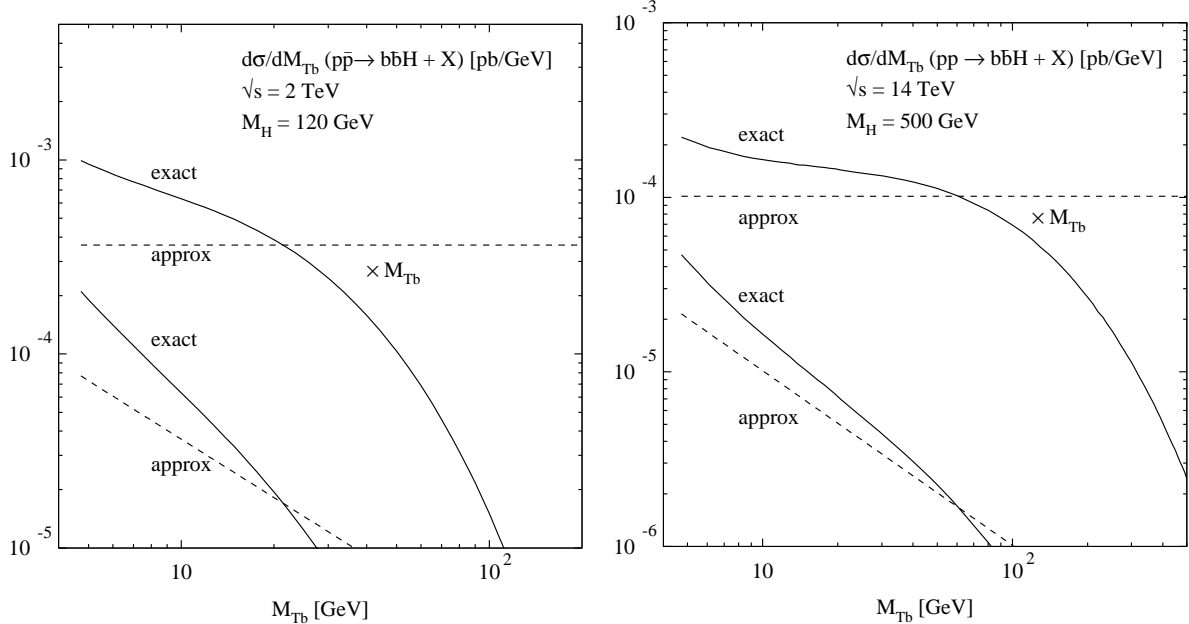 dσ/dM_Tb (pp̄→ bb̄H + X) [pb/GeV]
√s = 2 TeV
M_H = 120 GeV
10^-3
exact
approx
× M_Tb
exact
10^-4
approx
10^-5
10
10^2
M_Tb [GeV]
10^-3
dσ/dM_Tb (pp → bb̄H + X) [pb/GeV]
√s = 14 TeV
M_H = 500 GeV
exact
10^-4
approx
× M_Tb
exact
10^-5
approx
10^-6
10
10^2
M_Tb [GeV]